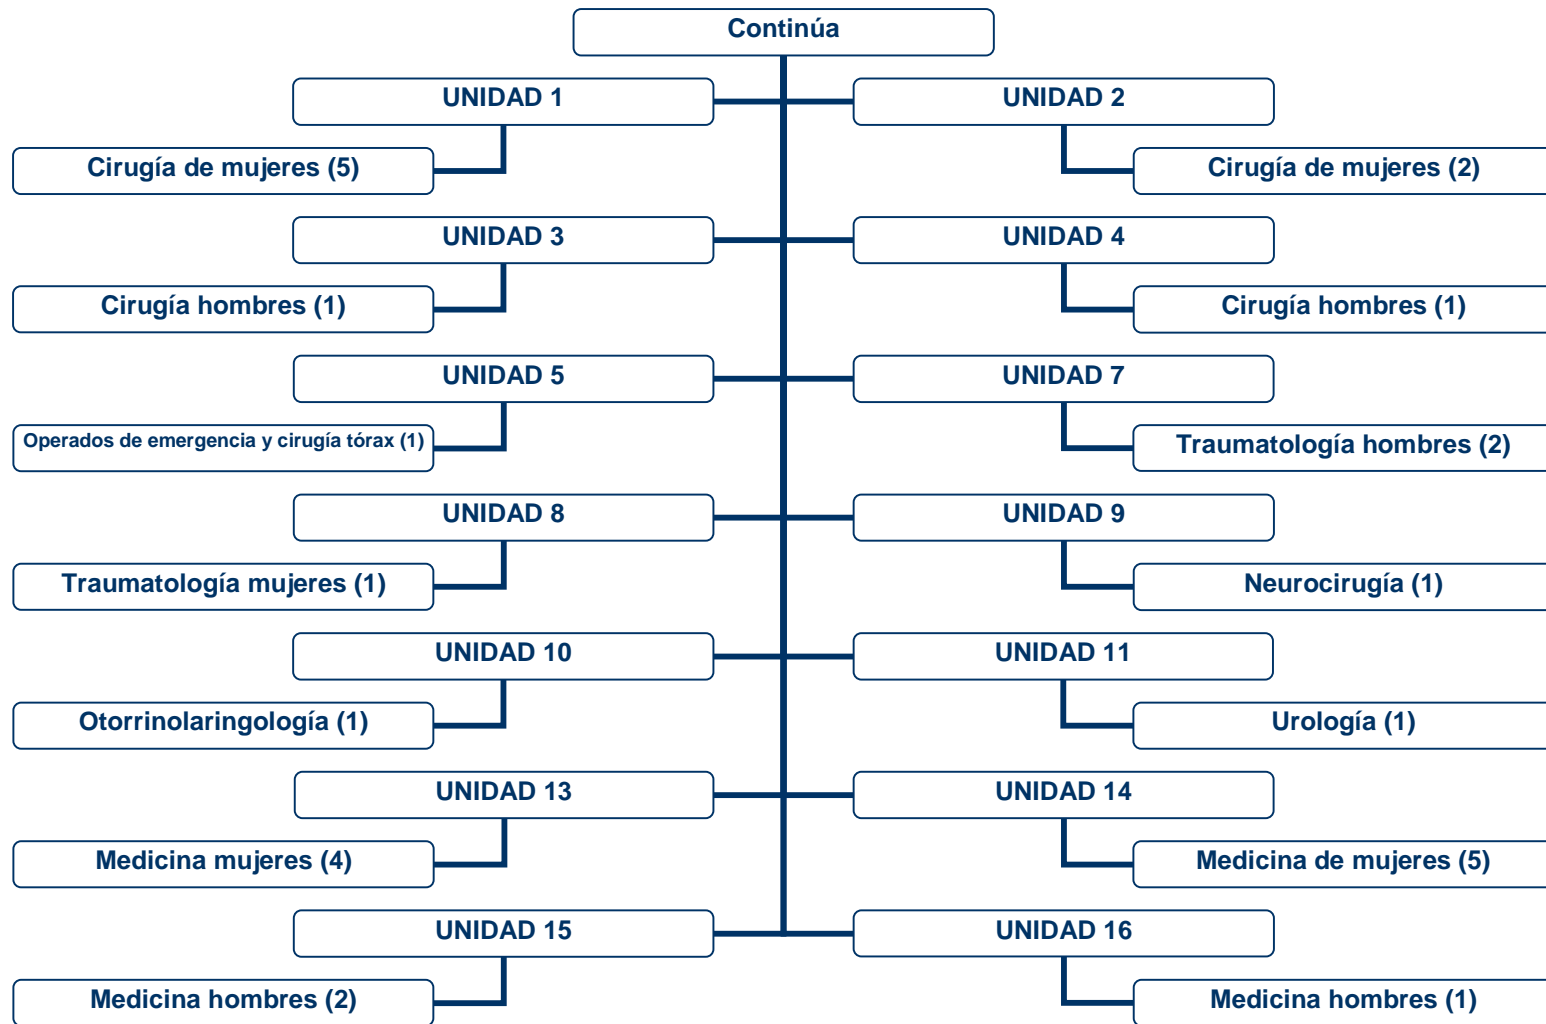 Continúa
UNIDAD 1
UNIDAD 2
Cirugía de mujeres (5)
Cirugía de mujeres (2)
UNIDAD 3
UNIDAD 4
Cirugía hombres (1)
Cirugía hombres (1)
UNIDAD 5
UNIDAD 7
Operados de emergencia y cirugía tórax (1)
Traumatología hombres (2)
UNIDAD 8
UNIDAD 9
Traumatología mujeres (1)
Neurocirugía (1)
UNIDAD 10
UNIDAD 11
Otorrinolaringología (1)
Urología (1)
UNIDAD 13
UNIDAD 14
Medicina mujeres (4)
Medicina de mujeres (5)
UNIDAD 15
UNIDAD 16
Medicina hombres (2)
Medicina hombres (1)